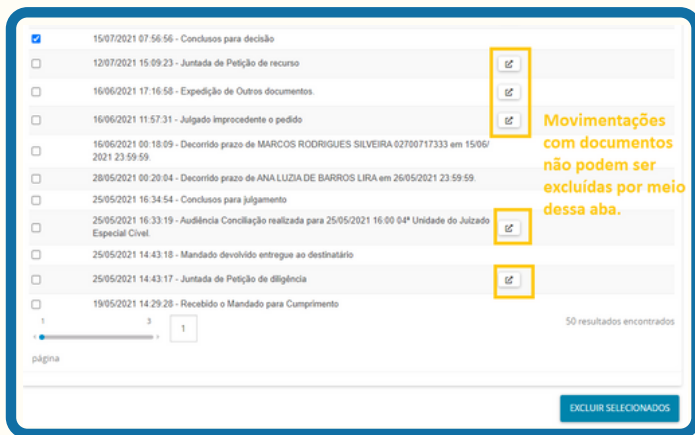 15/07/2021 07:56:56 - Conclusos para decisão
12/07/2021 15:09:23 - Juntada de Petição de recurso
16/06/2021 17:16:58 - Expedição de Outros documentos.
16/06/2021 11:57:31 - Julgado improcedente o pedido
16/06/2021 00:18:09 - Decorrido prazo de MARCOS RODRIGUES SILVEIRA 02700717333 em 15/06/
2021 23:59:59.
28/05/2021 00:20:04 - Decorrido prazo de ANA LUZIA DE BARROS LIRA em 26/05/2021 23:59:59.
25/05/2021 16:34:54 - Conclusos para julgamento
25/05/2021 16:33:19 - Audiência Conciliação realizada para 25/05/2021 16:00 04ª Unidade do Juizado
Especial Cível.
25/05/2021 14:43:18 - Mandado devolvido entregue ao destinatário
25/05/2021 14:43:17 - Juntada de Petição de diligência
19/05/2021 14:29:28 - Recebido o Mandado para Cumprimento
Movimentações
com documentos
não podem ser
excluídas por meio
dessa aba.
1 3 1
50 resultados encontrados
página
EXCLUIR SELECIONADOS